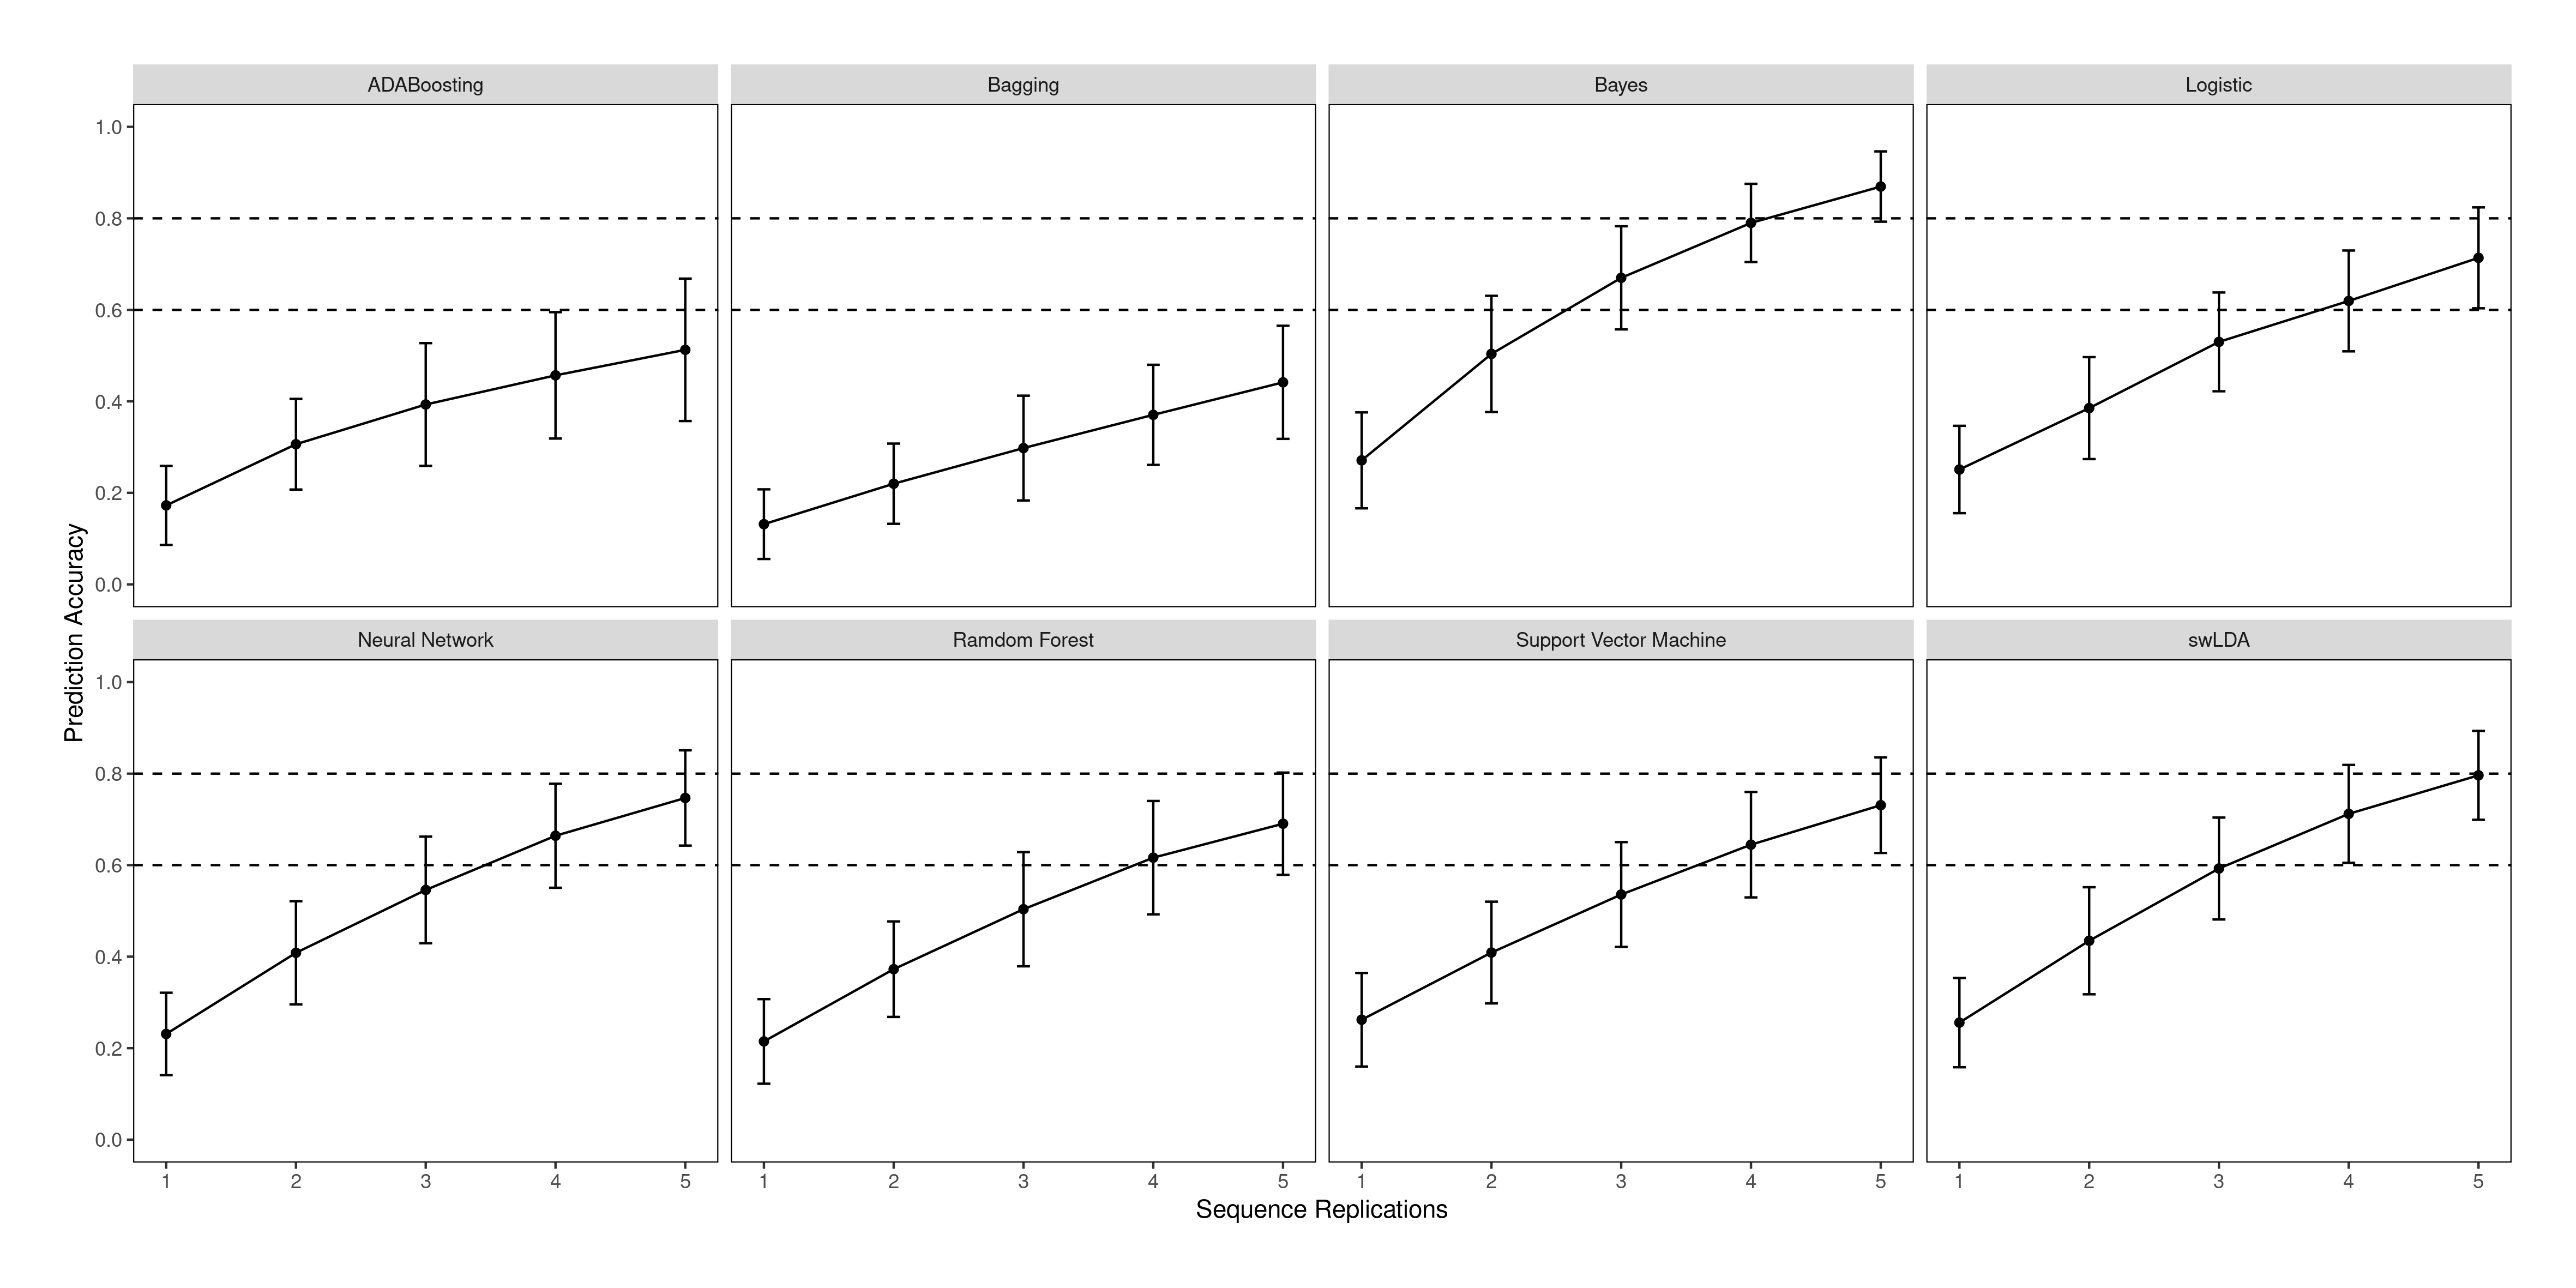 ADABoosting
Bagging
Bayes
Logistic
1.0
0.8
0.6
0.4
0.2
0.0
Neural Network
Ramdom Forest
Support Vector Machine
swLDA
1.0
0.8
0.6
0.4
0.2
0.0
Prediction Accuracy
1 2 3 4 5
1 2 3 4 5
1 2 3 4 5
1 2 3 4 5
Sequence Replications